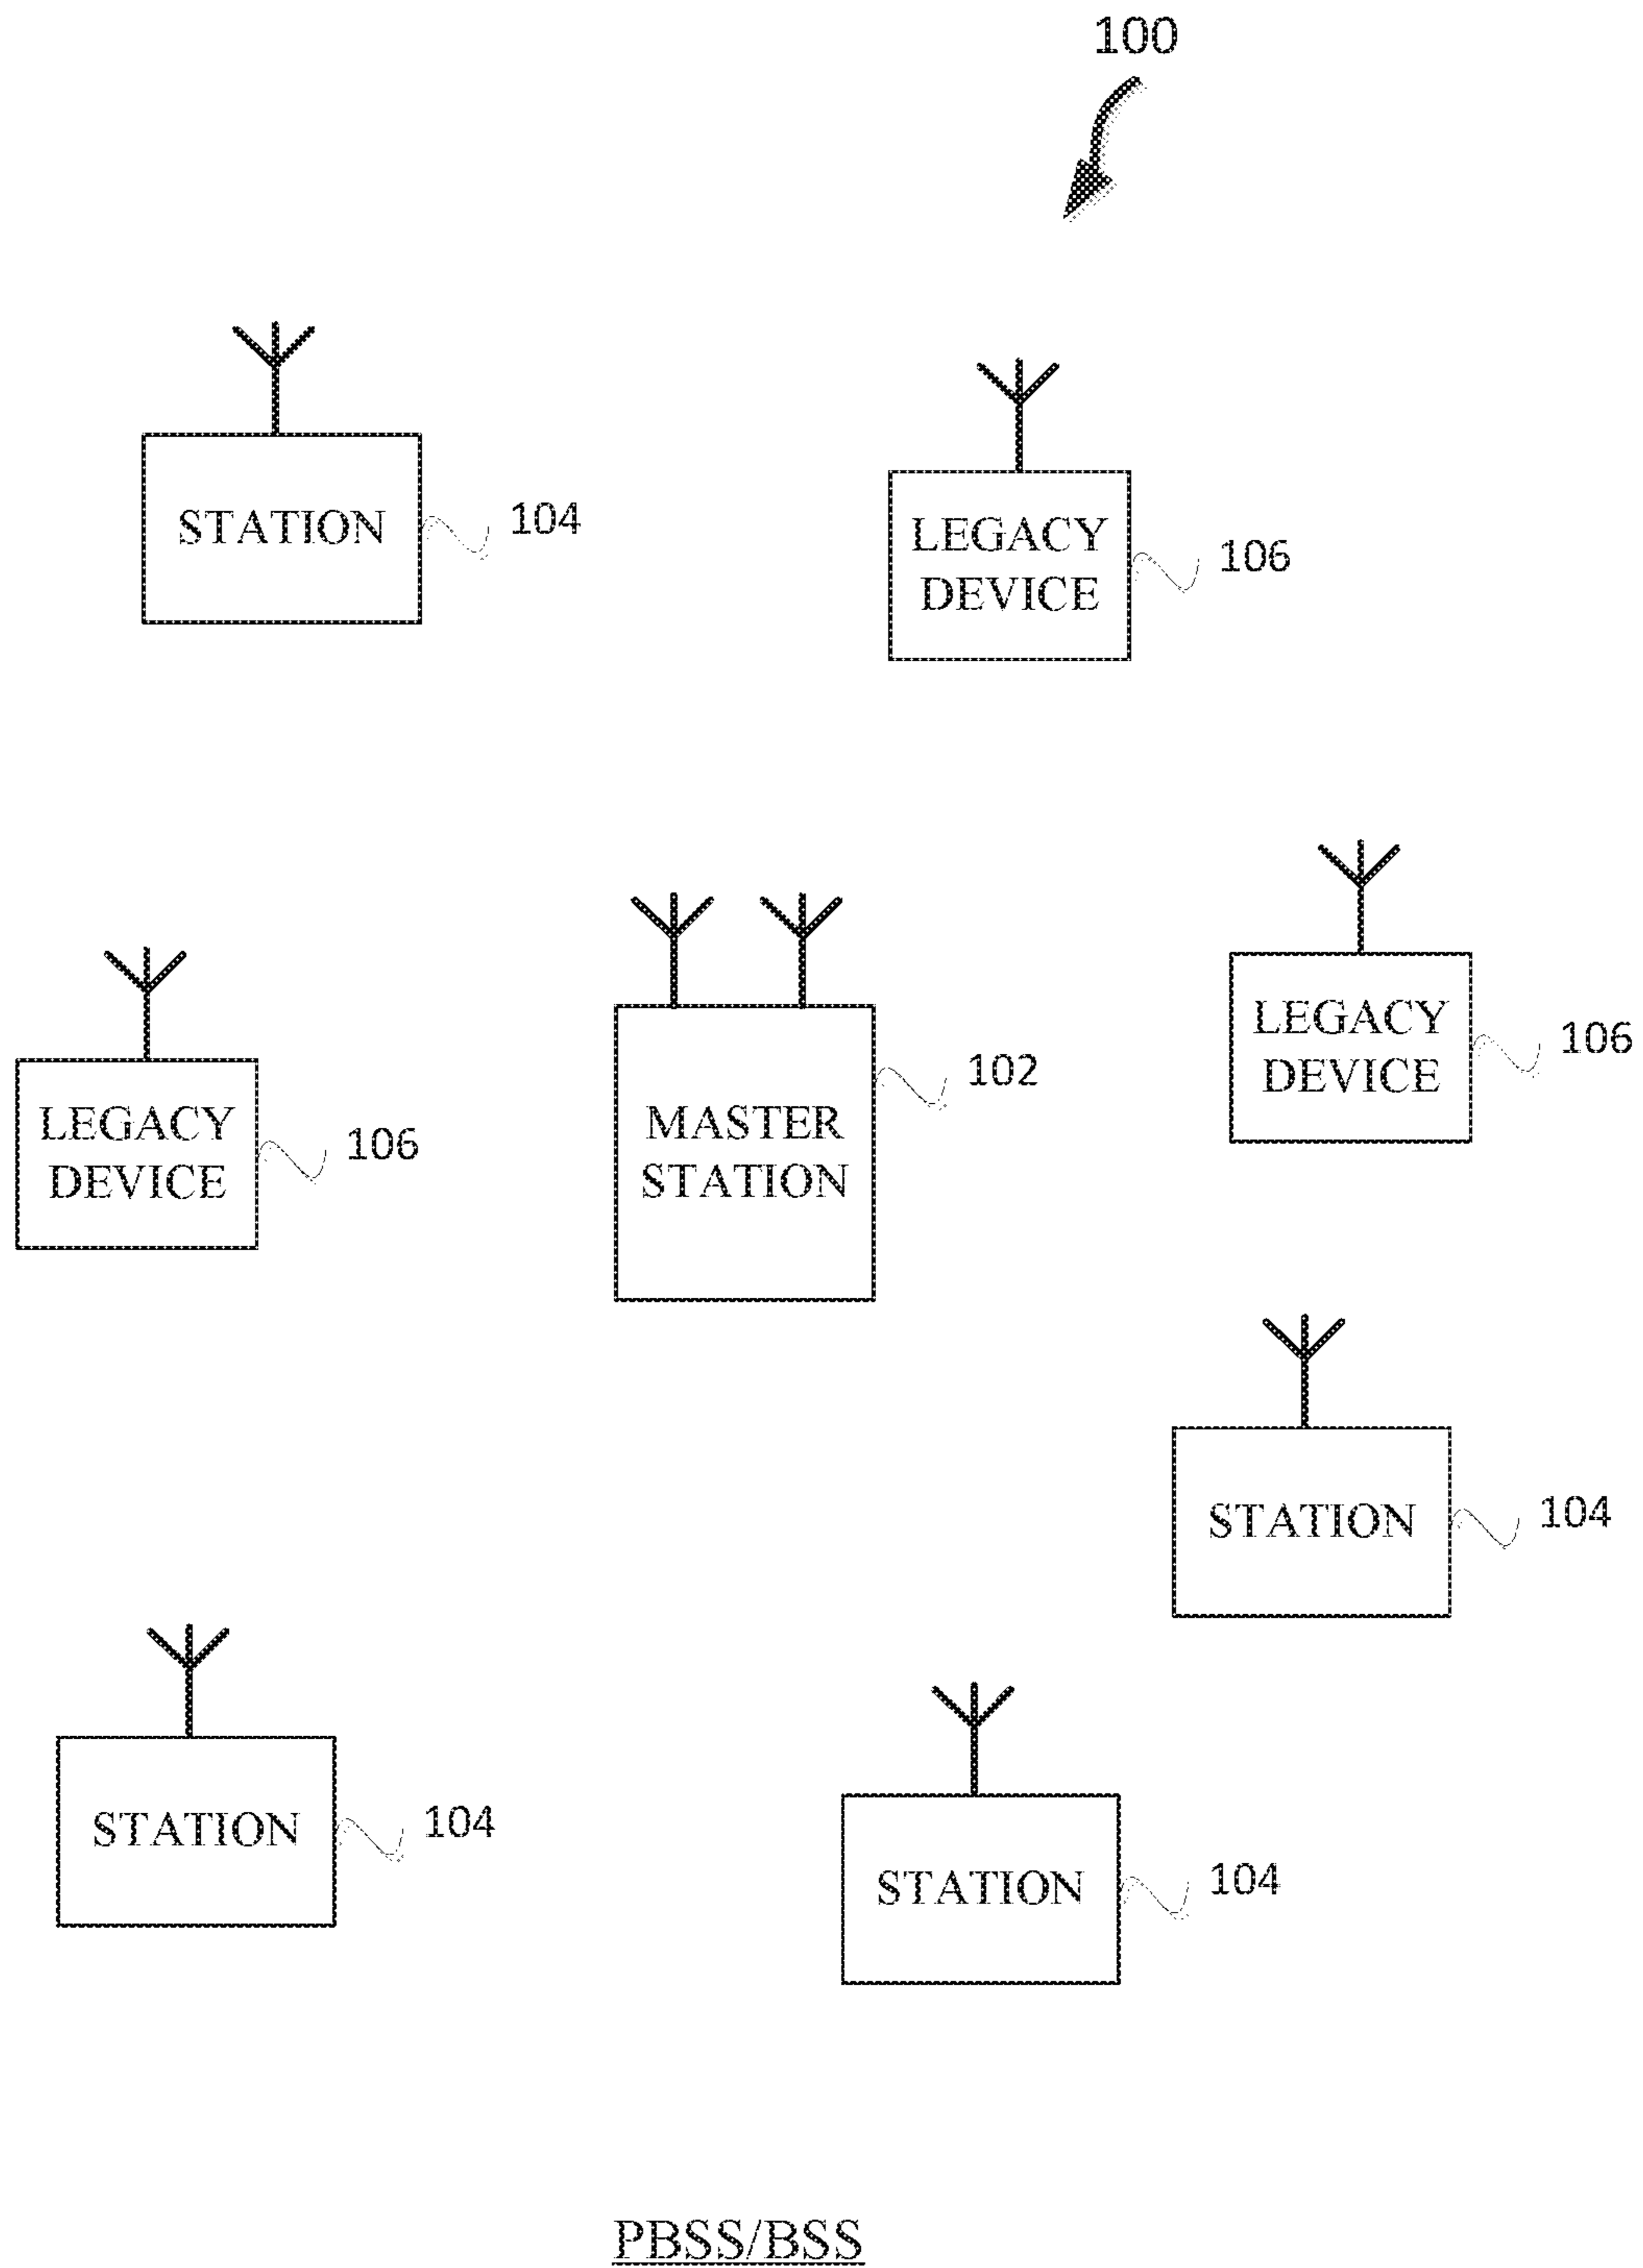 100
STATION
104
LEGACY
DEVICE
106
LEGACY
DEVICE
106
MASTER
STATION
102
LEGACY
DEVICE
106
STATION
104
STATION
104
STATION
104
PBSS/BSS